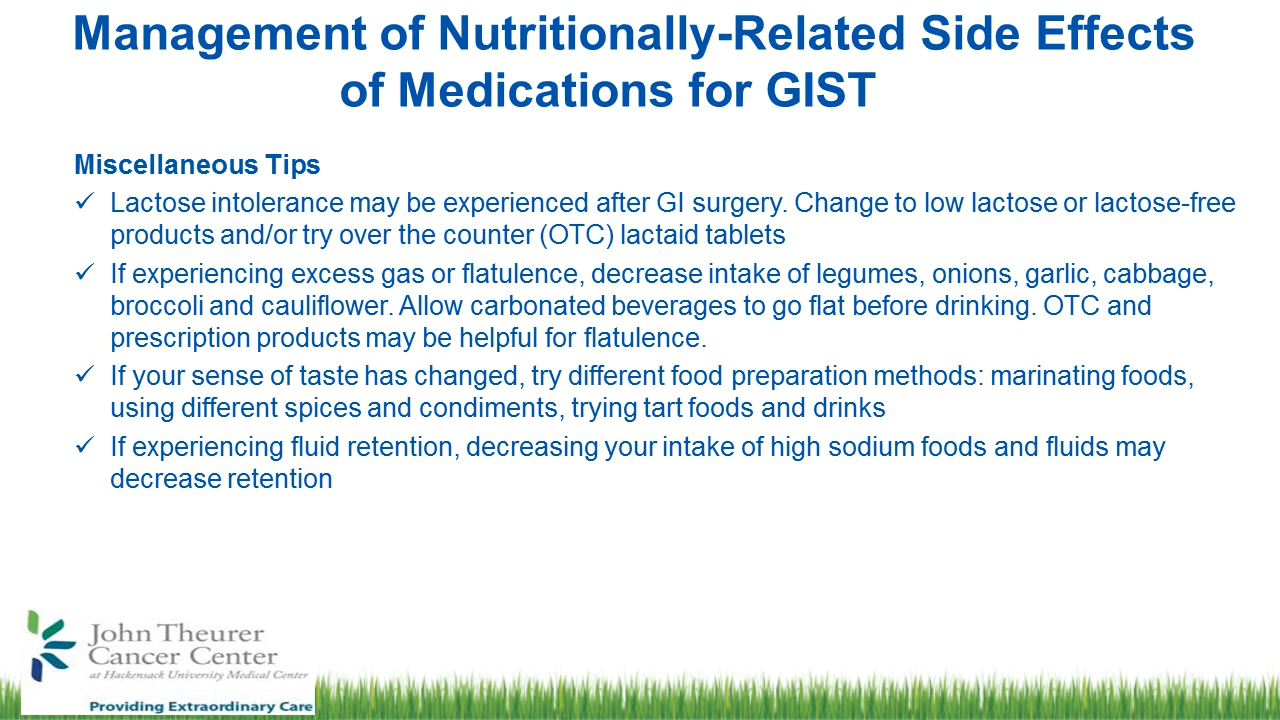 Management of Nutritionally-Related Side Effects
of Medications for GIST
Miscellaneous Tips
✓ Lactose intolerance may be experienced after GI surgery. Change to low lactose or lactose-free
products and/or try over the counter (OTC) lactaid tablets
✓ If experiencing excess gas or flatulence, decrease intake of legumes, onions, garlic, cabbage,
broccoli and cauliflower. Allow carbonated beverages to go flat before drinking. OTC and
prescription products may be helpful for flatulence.
✓ If your sense of taste has changed, try different food preparation methods: marinating foods,
using different spices and condiments, trying tart foods and drinks
✓ If experiencing fluid retention, decreasing your intake of high sodium foods and fluids may
decrease retention
John Theurer
Cancer Center
at Hackensack University Medical Center
Providing Extraordinary Care